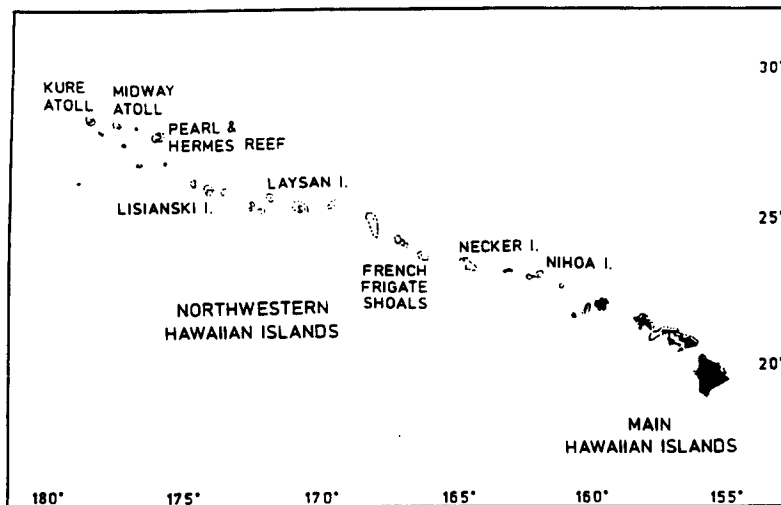 30°
KURE
ATOLL
MIDWAY
ATOLL
PEARL &
HERMES REEF
LAYSAN I.
LISIANSKI I.
25°
NECKER I.
NIHOA I.
FRENCH
FRIGATE
SHOALS
NORTHWESTERN
HAWAIIAN ISLANDS
20°
MAIN
HAWAIIAN ISLANDS
180° 175° 170° 165° 160° 155°